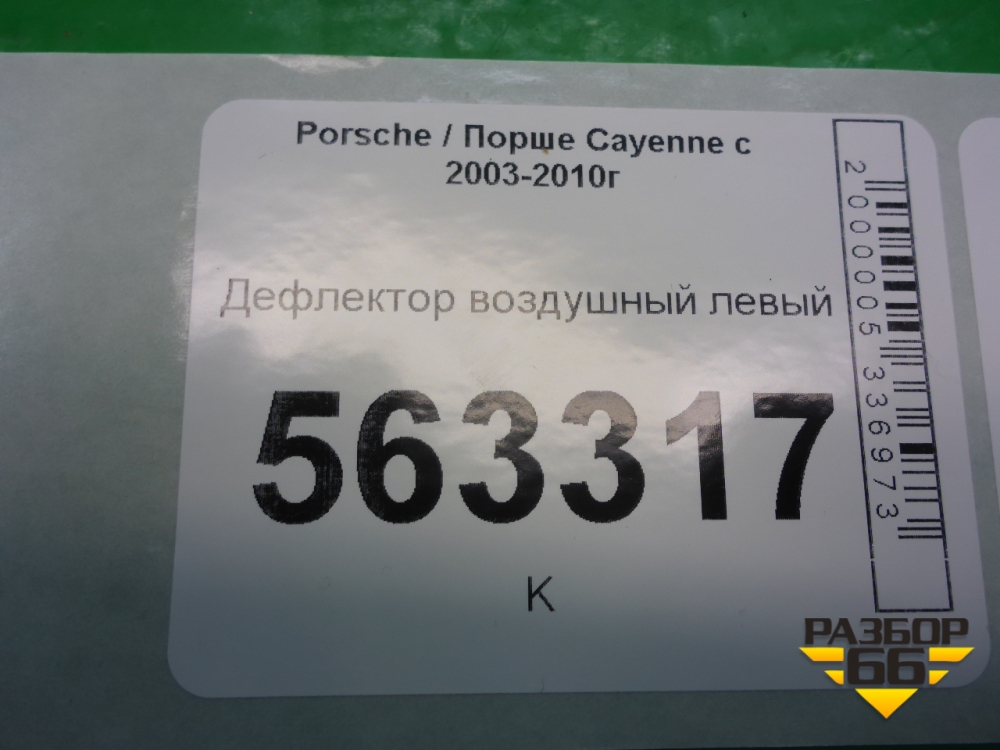 Porsche / Порше Cayenne с
2003-2010г
Дефлектор воздушный левый
563317
К
2000005336973
РАЗБОР
66